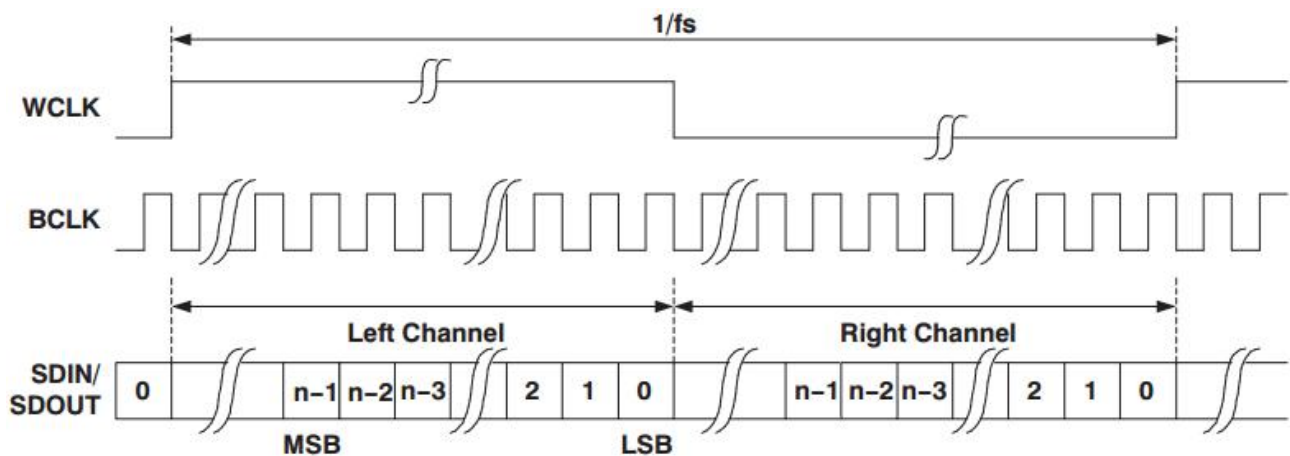 1/fs
WCLK
BCLK
Left Channel Right Channel
SDIN/
SDOUT
0 n−1 n−2 n−3 2 1 0 n−1 n−2 n−3 2 1 0
MSB LSB